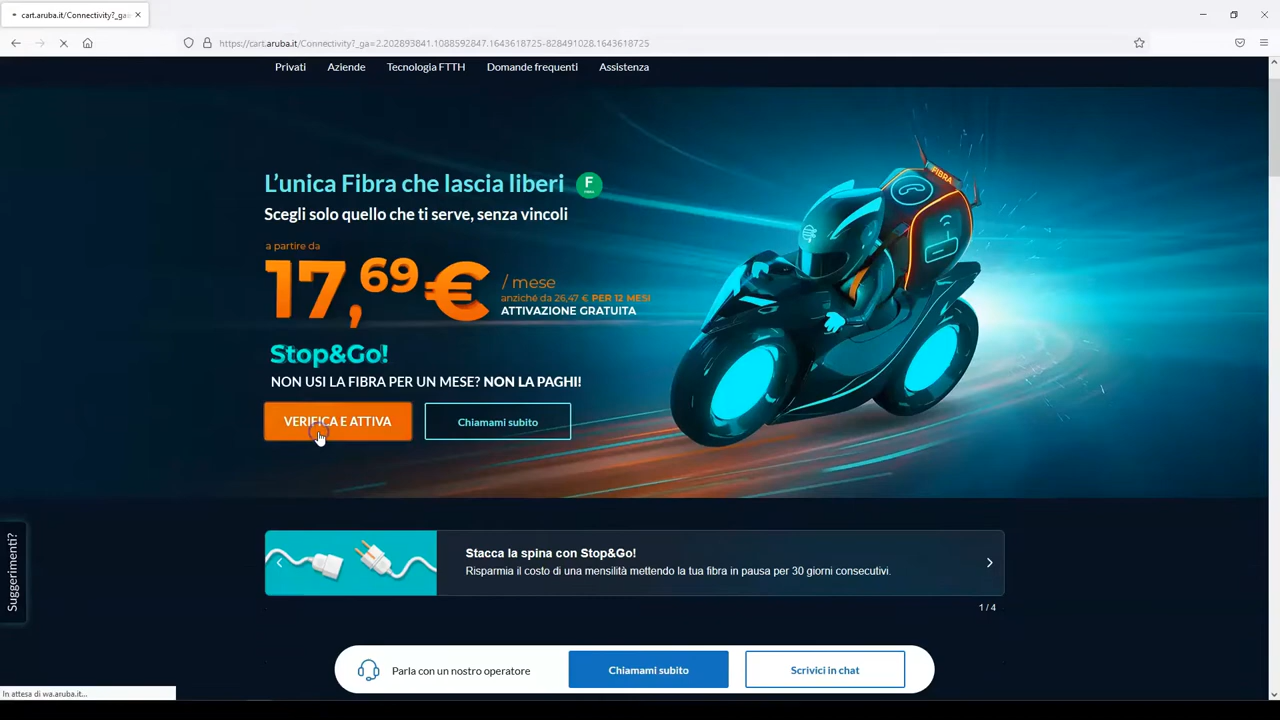 cart.aruba.it/Connectivity?_ga=
https://cart.aruba.it/Connectivity?_ga=2.202893841.1088592847.1643618725-828491028.1643618725
Privati Aziende Tecnologia FTTH Domande frequenti Assistenza
L'unica Fibra che lascia liberi F
Scegli solo quello che ti serve, senza vincoli
FIBRA
a partire da
17,69€ / mese
anziché da 26,47 € PER 12 MESI
ATTIVAZIONE GRATUITA
Stop&Go!
NON USI LA FIBRA PER UN MESE? NON LA PAGHI!
VERIFICA E ATTIVA Chiamami subito
Suggerimenti?
Stacca la spina con Stop&Go!
Risparmia il costo di una mensilità mettendo la tua fibra in pausa per 30 giorni consecutivi.
1 / 4
Parla con un nostro operatore Chiamami subito Scrivici in chat
In attesa di wa.aruba.it...